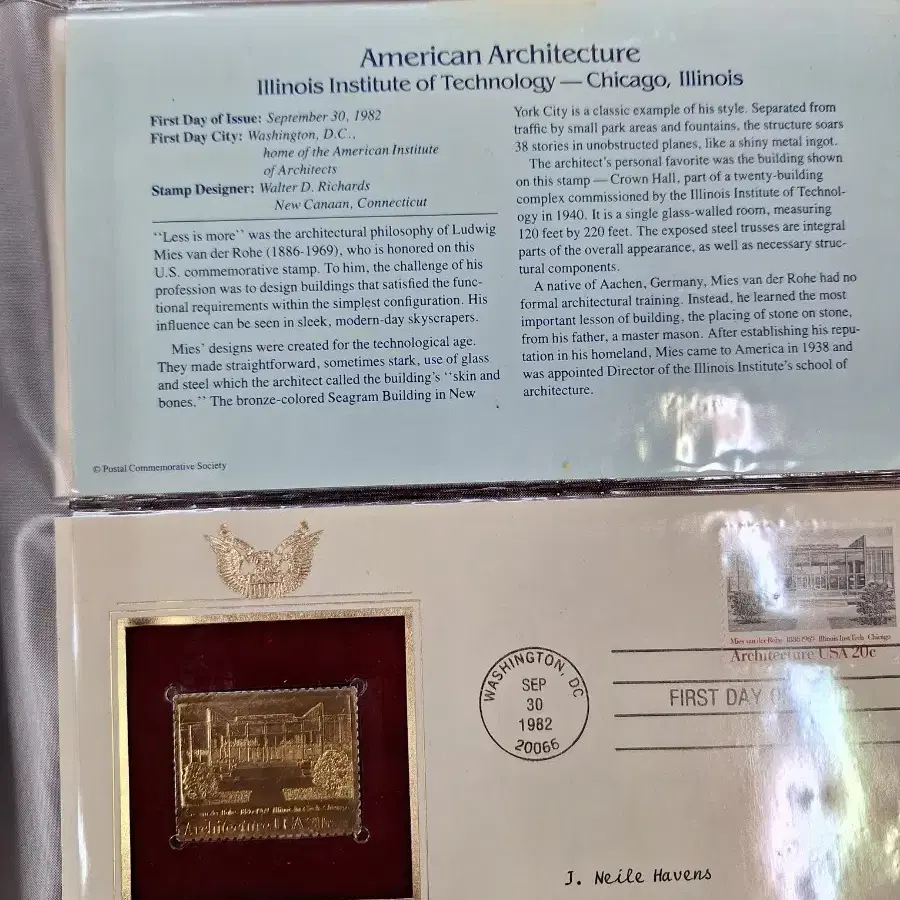 American Architecture
Illinois Institute of Technology — Chicago, Illinois
First Day of Issue: September 30, 1982
First Day City: Washington, D.C.,
home of the American Institute
of Architects
Stamp Designer: Walter D. Richards
New Canaan, Connecticut
“Less is more” was the architectural philosophy of Ludwig
Mies van der Rohe (1886-1969), who is honored on this
U.S. commemorative stamp. To him, the challenge of his
profession was to design buildings that satisfied the func-
tional requirements within the simplest configuration. His
influence can be seen in sleek, modern-day skyscrapers.
Mies’ designs were created for the technological age.
They made straightforward, sometimes stark, use of glass
and steel which the architect called the building’s “skin and
bones.” The bronze-colored Seagram Building in New
York City is a classic example of his style. Separated from
traffic by small park areas and fountains, the structure soars
38 stories in unobstructed planes, like a shiny metal ingot.
The architect’s personal favorite was the building shown
on this stamp — Crown Hall, part of a twenty-building
complex commissioned by the Illinois Institute of Technol-
ogy in 1940. It is a single glass-walled room, measuring
120 feet by 220 feet. The exposed steel trusses are integral
parts of the overall appearance, as well as necessary struc-
tural components.
A native of Aachen, Germany, Mies van der Rohe had no
formal architectural training. Instead, he learned the most
important lesson of building, the placing of stone on stone,
from his father, a master mason. After establishing his repu-
tation in his homeland, Mies came to America in 1938 and
was appointed Director of the Illinois Institute’s school of
architecture.
© Postal Commemorative Society
Mies van der Rohe 1886-1969 Illinois Inst Tech Chicago
Architecture USA 20c
WASHINGTON, DC
SEP
30
1982
20066
FIRST DAY
van der Rohe 1886-1969 Illinois Inst Tech Chicago
Architecture USA
J. Neile Havens